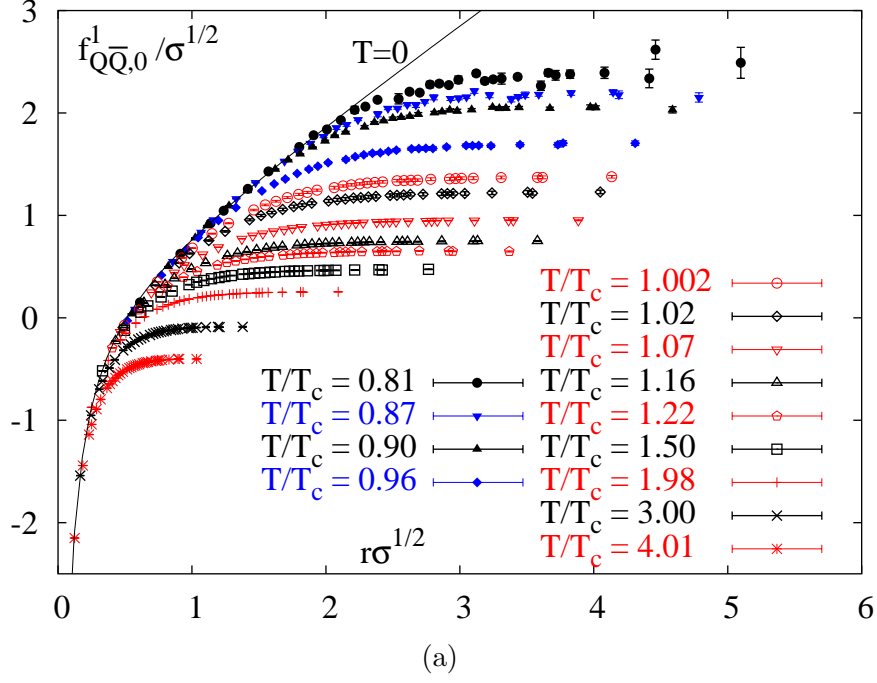 3
f¹_{QQ̅,0} /σ^{1/2}
T=0
2
1
0
-1
-2
T/T_c = 0.81
T/T_c = 0.87
T/T_c = 0.90
T/T_c = 0.96
T/T_c = 1.002
T/T_c = 1.02
T/T_c = 1.07
T/T_c = 1.16
T/T_c = 1.22
T/T_c = 1.50
T/T_c = 1.98
T/T_c = 3.00
T/T_c = 4.01
rσ^{1/2}
0 1 2 3 4 5 6
(a)